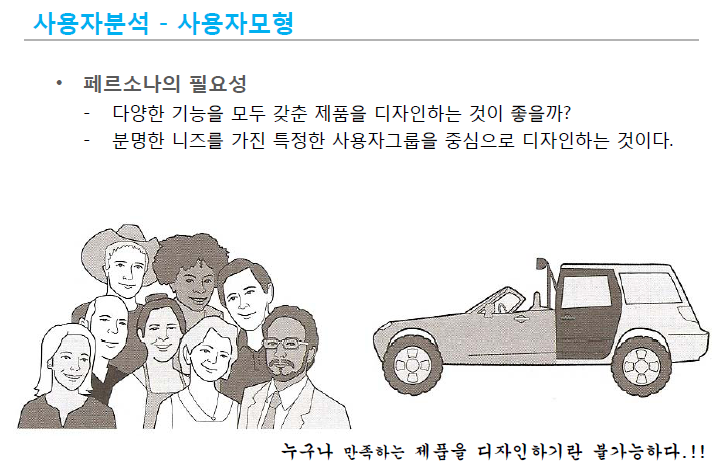 사용자분석 - 사용자모형
• 페르소나의 필요성
- 다양한 기능을 모두 갖춘 제품을 디자인하는 것이 좋을까?
- 분명한 니즈를 가진 특정한 사용자그룹을 중심으로 디자인하는 것이다.
누구나 만족하는 제품을 디자인하기란 불가능하다.!!